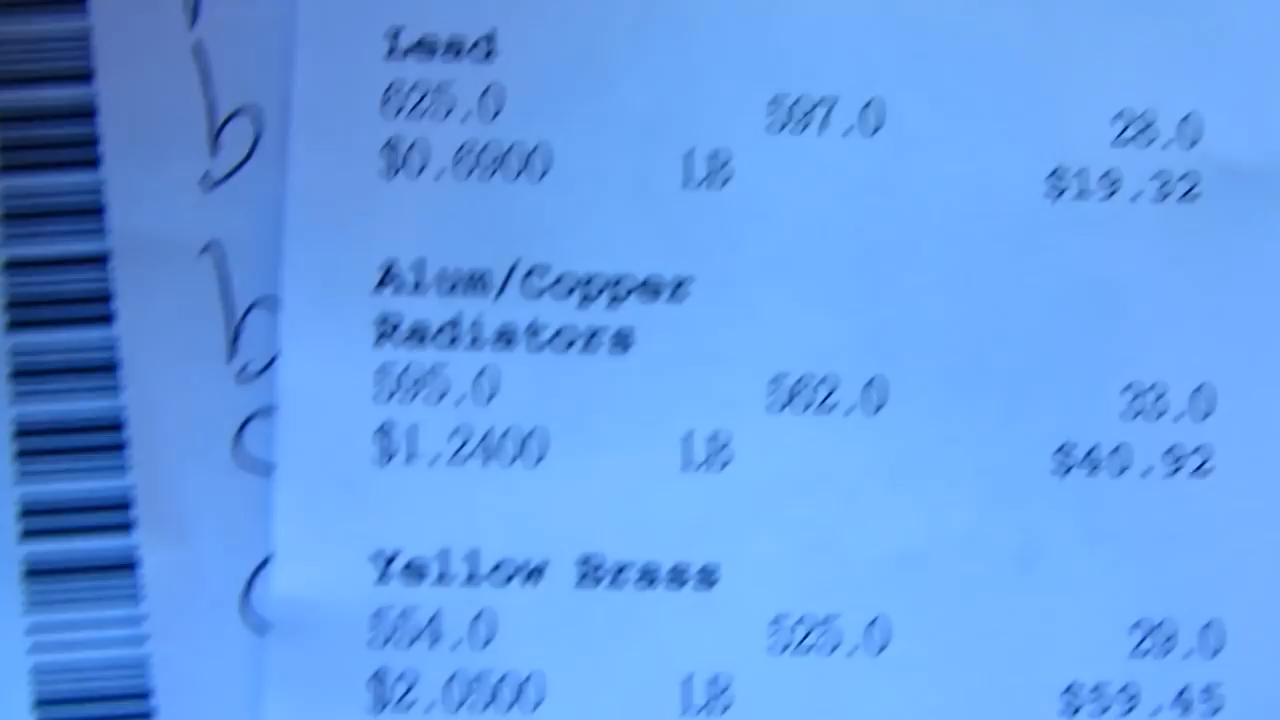 Lead
625.0 597.0 28.0
$0.6900 LB $19.32
Alum/Copper
Radiators
595.0 562.0 33.0
$1.2400 LB $40.92
Yellow Brass
554.0 525.0 29.0
$2.0500 LB $59.45